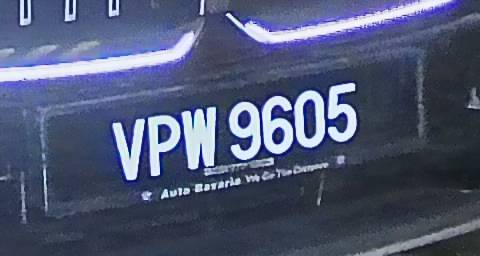 VPW 9605
Auto Bavaria We Go The Distance